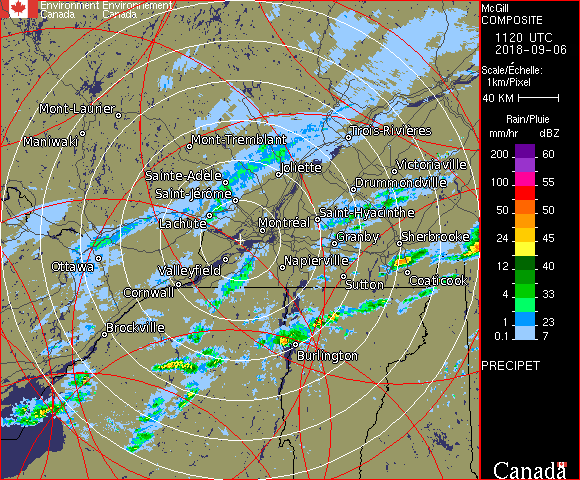 Environment Environnement
Canada Canada
Mont-Laurier
Maniwaki
Mont-Tremblant
Trois-Rivières
Joliette
Victoriaville
Sainte-Adèle
Drummondville
Saint-Jérôme
Saint-Hyacinthe
Lachute
Montréal
Granby
Sherbrooke
Ottawa
Valleyfield
Napierville
Cornwall
Sutton
Coaticook
Brockville
Burlington
McGill
COMPOSITE
1120 UTC
2018-09-06
Scale/Échelle:
1km/Pixel
40 KM
Rain/Pluie
mm/hr dBZ
200 60
100 55
50 50
24 45
12 40
4 33
1 23
0.1 7
PRECIPET
Canada